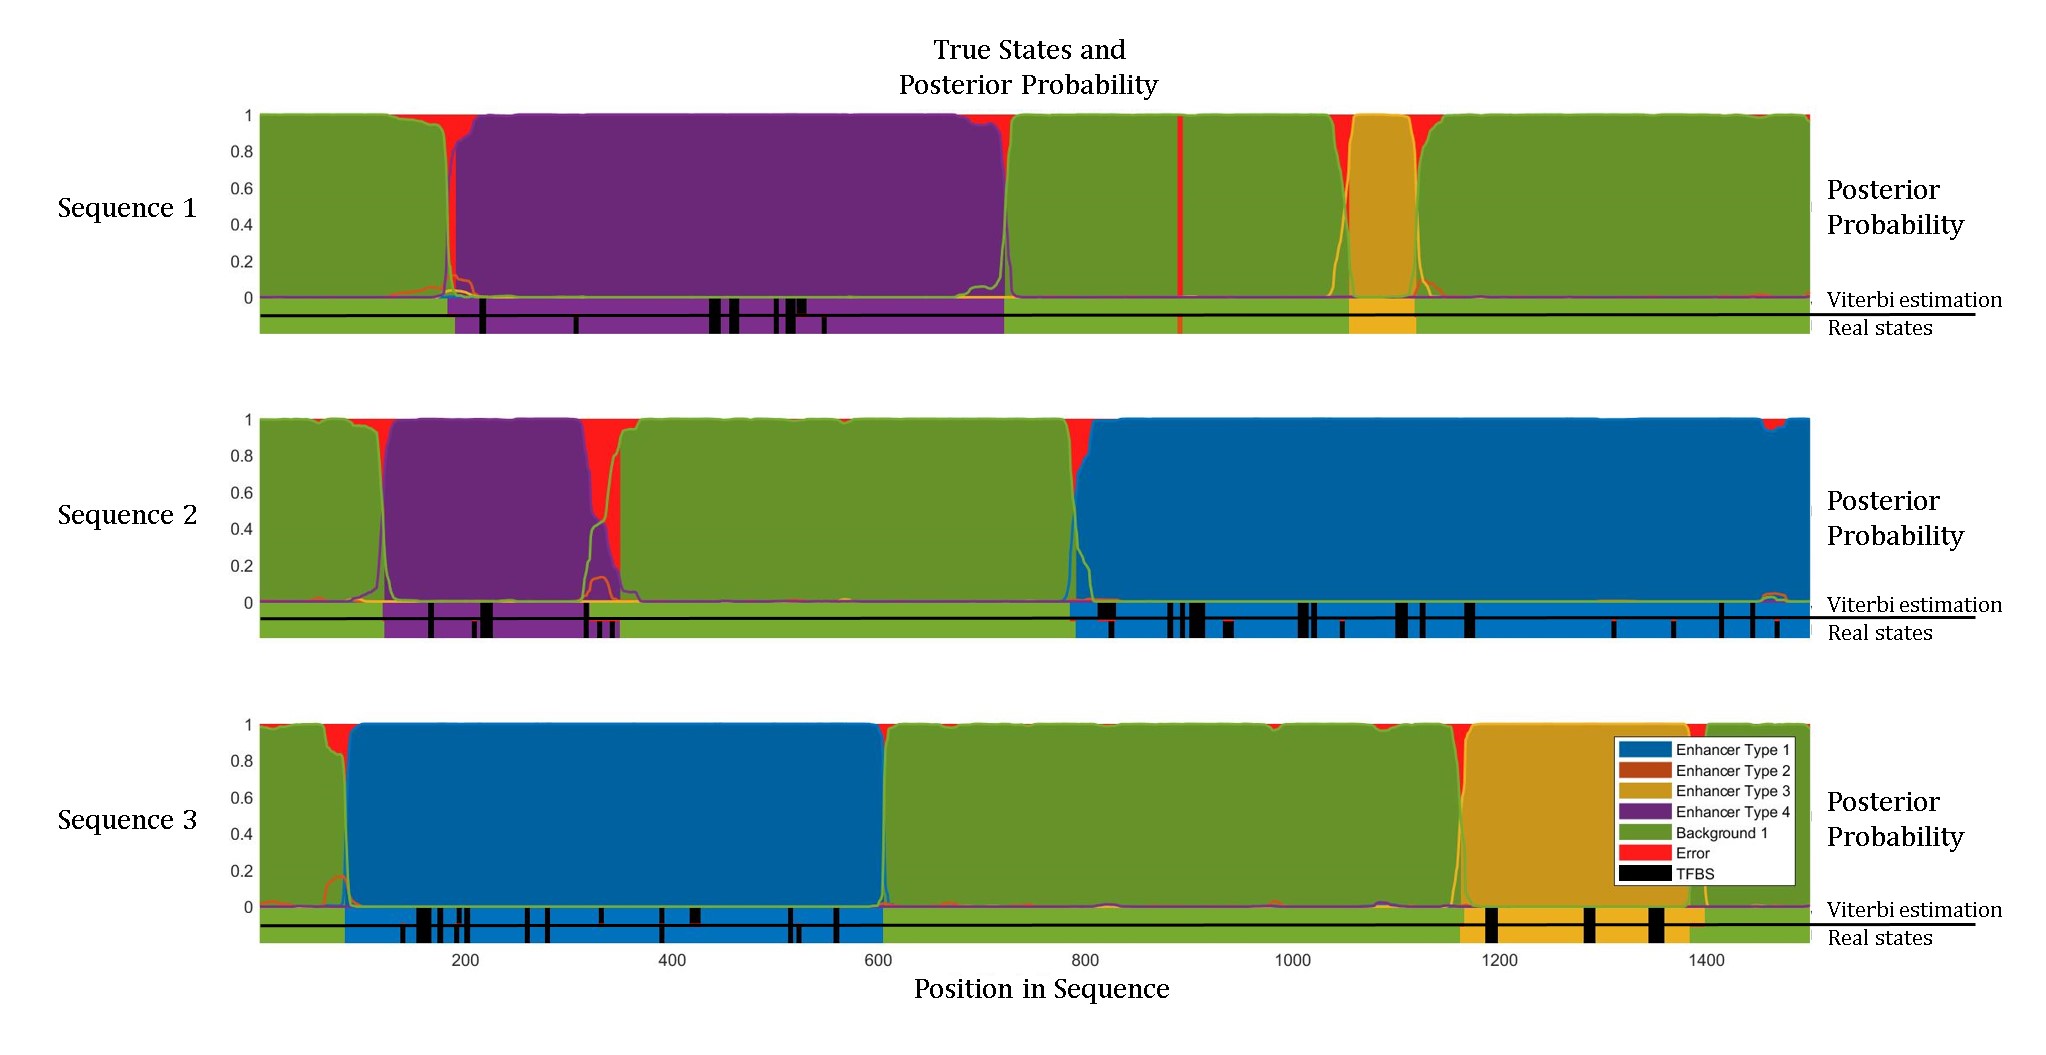 True States and
Posterior Probability
Sequence 1
1
0.8
0.6
0.4
0.2
0
Posterior
Probability
Viterbi estimation
Real states
Sequence 2
1
0.8
0.6
0.4
0.2
0
Posterior
Probability
Viterbi estimation
Real states
Sequence 3
1
0.8
0.6
0.4
0.2
0
Enhancer Type 1
Enhancer Type 2
Enhancer Type 3
Enhancer Type 4
Background 1
Error
TFBS
Posterior
Probability
Viterbi estimation
Real states
200 400 600 800 1000 1200 1400
Position in Sequence